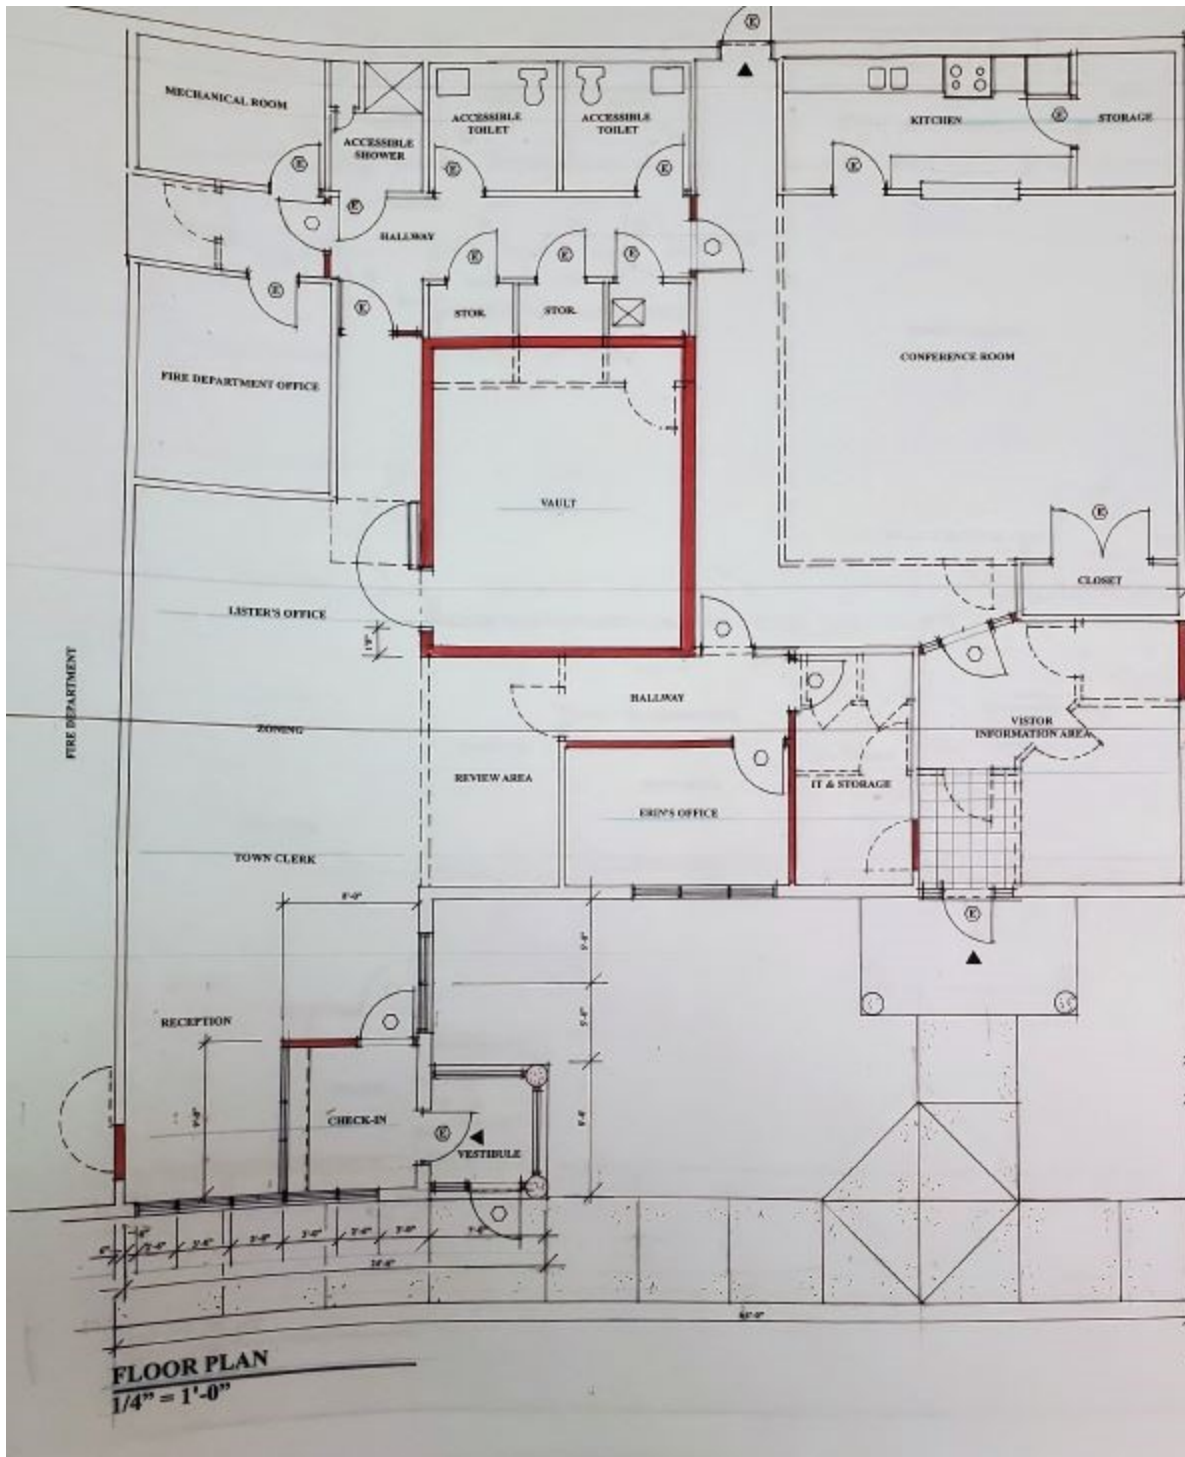 E
MECHANICAL ROOM
ACCESSIBLE
SHOWER
ACCESSIBLE
TOILET
ACCESSIBLE
TOILET
KITCHEN
STORAGE
E
E
E
E
E
E
E
HALLWAY
E
E
E
E
E
STOR.
STOR.
FIRE DEPARTMENT OFFICE
CONFERENCE ROOM
VAULT
E
CLOSET
LISTER'S OFFICE
FIRE DEPARTMENT
HALLWAY
ZONING
VISTOR
INFORMATION AREA
REVIEW AREA
ERIN'S OFFICE
IT & STORAGE
TOWN CLERK
8'-0"
E
RECEPTION
CHECK-IN
E
VESTIBULE
FLOOR PLAN
1/4" = 1'-0"